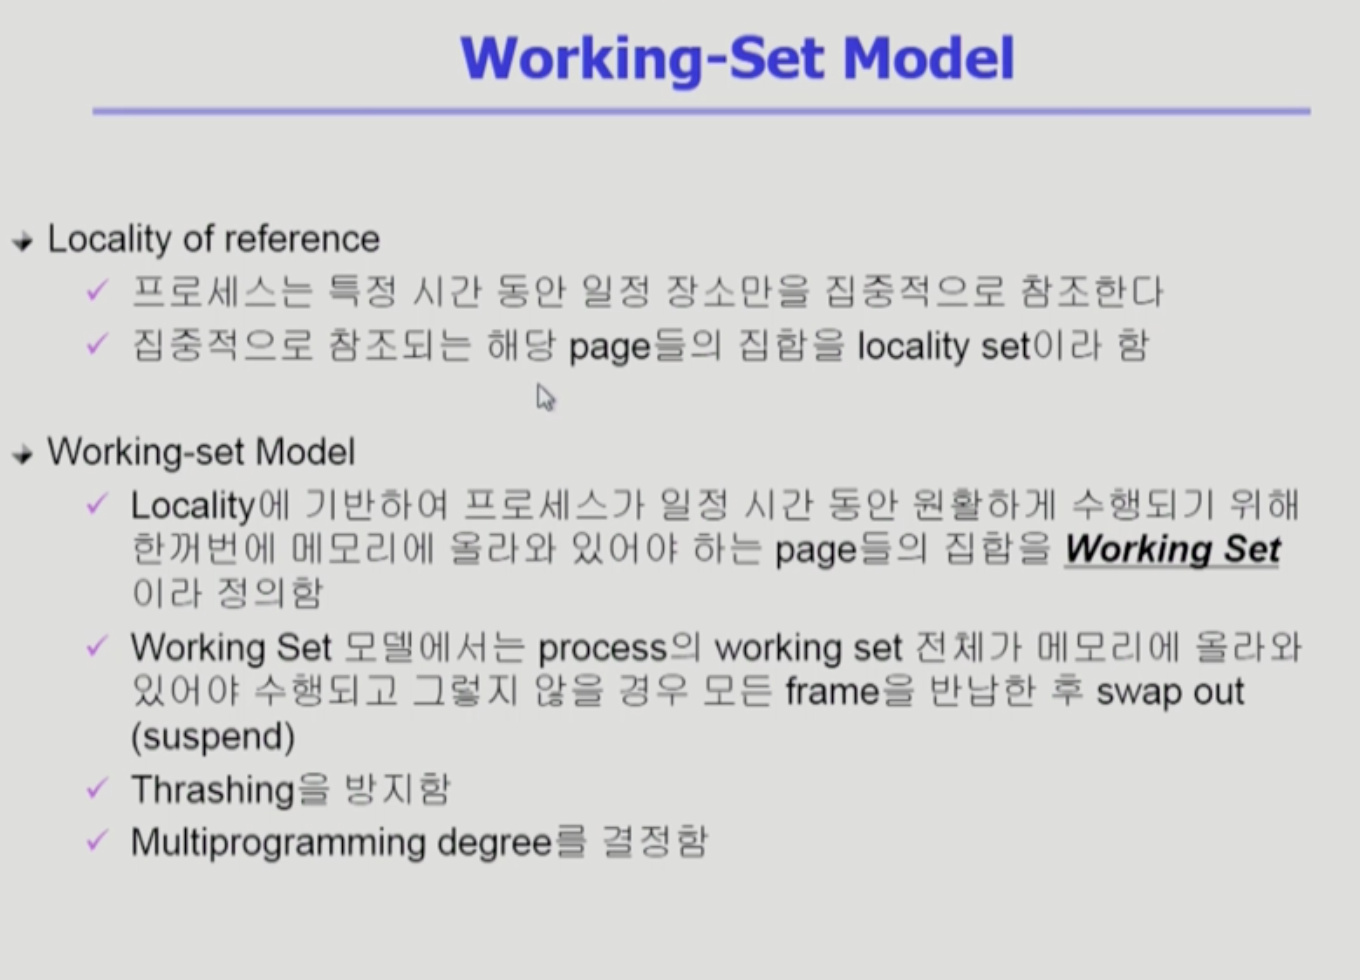 Working-Set Model
Locality of reference
프로세스는 특정 시간 동안 일정 장소만을 집중적으로 참조한다
집중적으로 참조되는 해당 page들의 집합을 locality set이라 함
Working-set Model
Locality에 기반하여 프로세스가 일정 시간 동안 원활하게 수행되기 위해
한꺼번에 메모리에 올라와 있어야 하는 page들의 집합을 Working Set
이라 정의함
Working Set 모델에서는 process의 working set 전체가 메모리에 올라와
있어야 수행되고 그렇지 않을 경우 모든 frame을 반납한 후 swap out
(suspend)
Thrashing을 방지함
Multiprogramming degree를 결정함